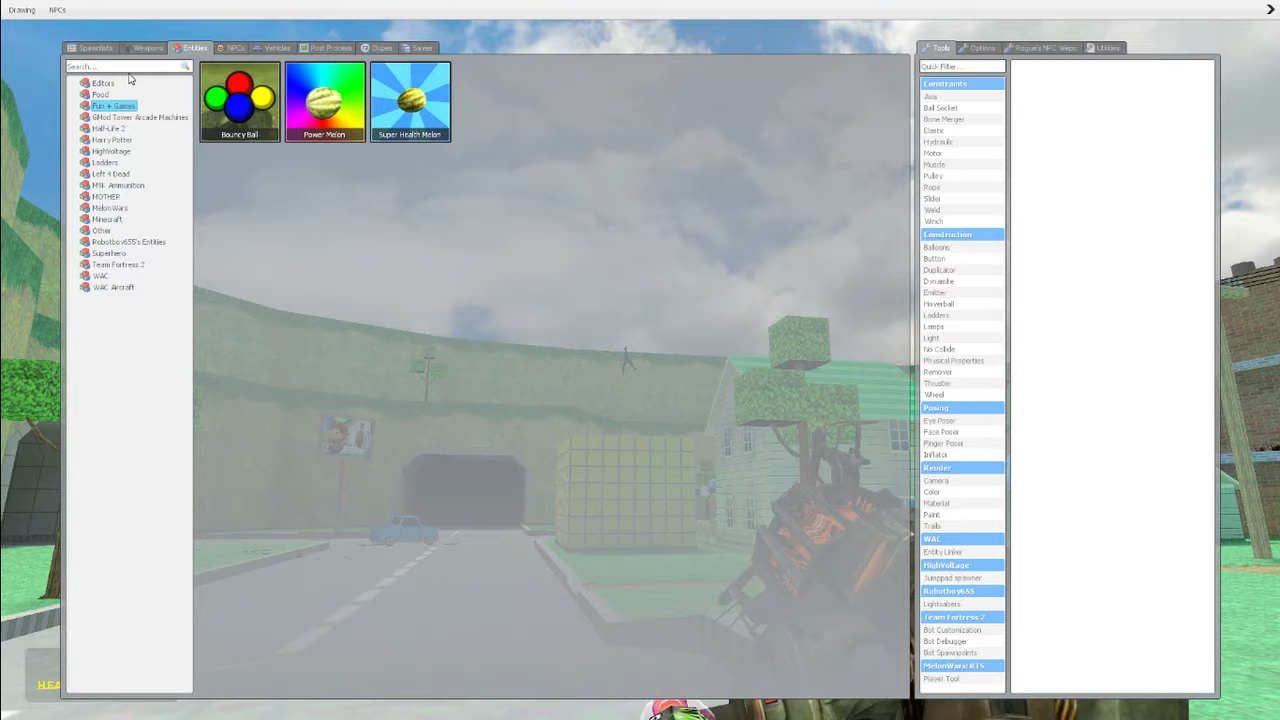 Drawing NPCs
Spawnlists Weapons Entities NPCs Vehicles Post Process Dupes Saves
Search...
Editors
Food
Fun + Games
GMod Tower Arcade Machines
Half-Life 2
Harry Potter
HighVoltage
Ladders
Left 4 Dead
M9K Ammunition
MOTHER
MelonWars
Minecraft
Other
Robotboy655's Entities
Superhero
Team Fortress 2
WAC
WAC Aircraft
Bouncy Ball
Power Melon
Super Health Melon
Tools Options Rogue's NPC Weps Utilities
Quick Filter...
Constraints
Axis
Ball Socket
Bone Merger
Elastic
Hydraulic
Motor
Muscle
Pulley
Rope
Slider
Weld
Winch
Construction
Balloons
Button
Duplicator
Dynamite
Emitter
Hoverball
Ladders
Lamps
Light
No Collide
Physical Properties
Remover
Thruster
Wheel
Posing
Eye Poser
Face Poser
Finger Poser
Inflator
Render
Camera
Color
Material
Paint
Trails
WAC
Entity Linker
HighVoltage
Jumppad spawner
Robotboy655
Lightsabers
Team Fortress 2
Bot Customization
Bot Debugger
Bot Spawnpoints
MelonWars: RTS
Player Tool
HEA